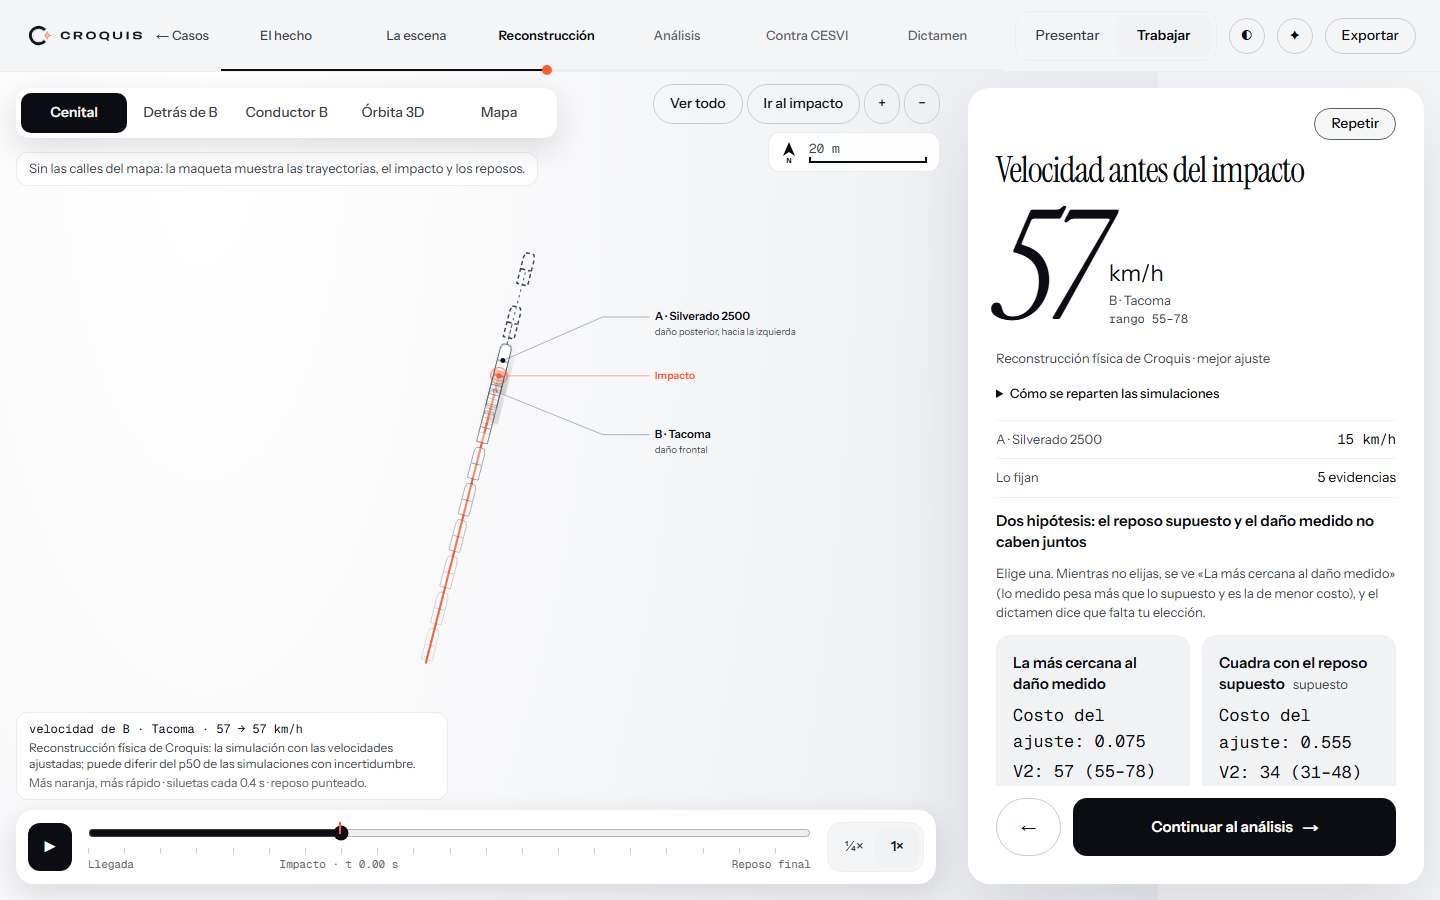 CROQUIS
← Casos
El hecho
La escena
Reconstrucción
Análisis
Contra CESVI
Dictamen
Presentar
Trabajar
Exportar
Cenital
Detrás de B
Conductor B
Órbita 3D
Mapa
Ver todo
Ir al impacto
+
−
Sin las calles del mapa: la maqueta muestra las trayectorias, el impacto y los reposos.
N
20 m
A · Silverado 2500
daño posterior, hacia la izquierda
Impacto
B · Tacoma
daño frontal
velocidad de B · Tacoma · 57 → 57 km/h
Reconstrucción física de Croquis: la simulación con las velocidades
ajustadas; puede diferir del p50 de las simulaciones con incertidumbre.
Más naranja, más rápido · siluetas cada 0.4 s · reposo punteado.
Llegada
Impacto · t 0.00 s
Reposo final
¼×
1×
Repetir
Velocidad antes del impacto
57
km/h
B · Tacoma
rango 55–78
Reconstrucción física de Croquis · mejor ajuste
Cómo se reparten las simulaciones
A · Silverado 2500
15 km/h
Lo fijan
5 evidencias
Dos hipótesis: el reposo supuesto y el daño medido no
caben juntos
Elige una. Mientras no elijas, se ve «La más cercana al daño medido»
(lo medido pesa más que lo supuesto y es la de menor costo), y el
dictamen dice que falta tu elección.
La más cercana al
daño medido
Costo del
ajuste: 0.075
V2: 57 (55–78)
Cuadra con el reposo
supuesto supuesto
Costo del
ajuste: 0.555
V2: 34 (31–48)
←
Continuar al análisis →